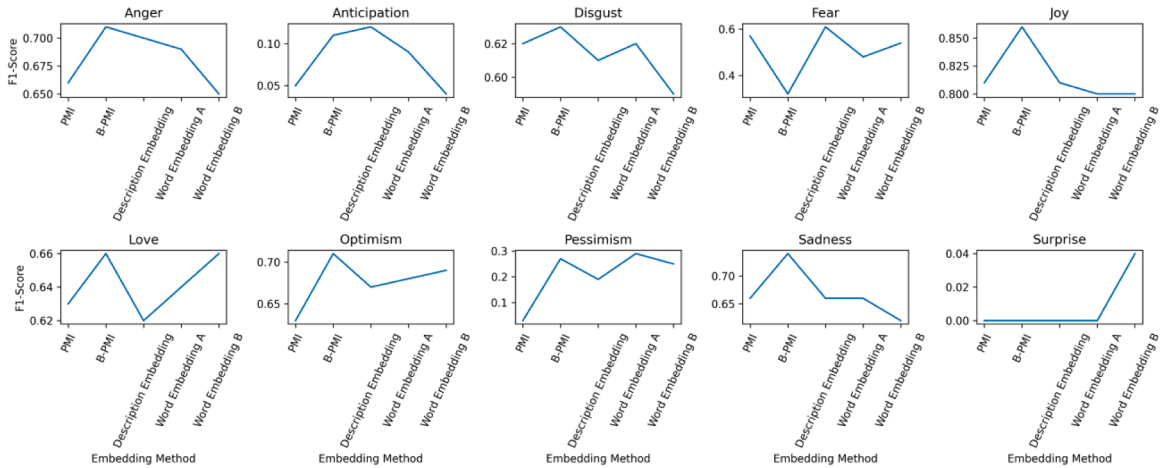 Anger Anticipation Disgust Fear Joy
F1-Score
0.700
0.675
0.650
0.10
0.05
0.62
0.60
0.6
0.4
0.850
0.825
0.800
PMI B-PMI Description Embedding Word Embedding A Word Embedding B
PMI B-PMI Description Embedding Word Embedding A Word Embedding B
PMI B-PMI Description Embedding Word Embedding A Word Embedding B
PMI B-PMI Description Embedding Word Embedding A Word Embedding B
PMI B-PMI Description Embedding Word Embedding A Word Embedding B
Love Optimism Pessimism Sadness Surprise
F1-Score
0.66
0.64
0.62
0.70
0.65
0.3
0.2
0.1
0.70
0.65
0.04
0.02
0.00
PMI B-PMI Description Embedding Word Embedding A Word Embedding B
PMI B-PMI Description Embedding Word Embedding A Word Embedding B
PMI B-PMI Description Embedding Word Embedding A Word Embedding B
PMI B-PMI Description Embedding Word Embedding A Word Embedding B
PMI B-PMI Description Embedding Word Embedding A Word Embedding B
Embedding Method Embedding Method Embedding Method Embedding Method Embedding Method